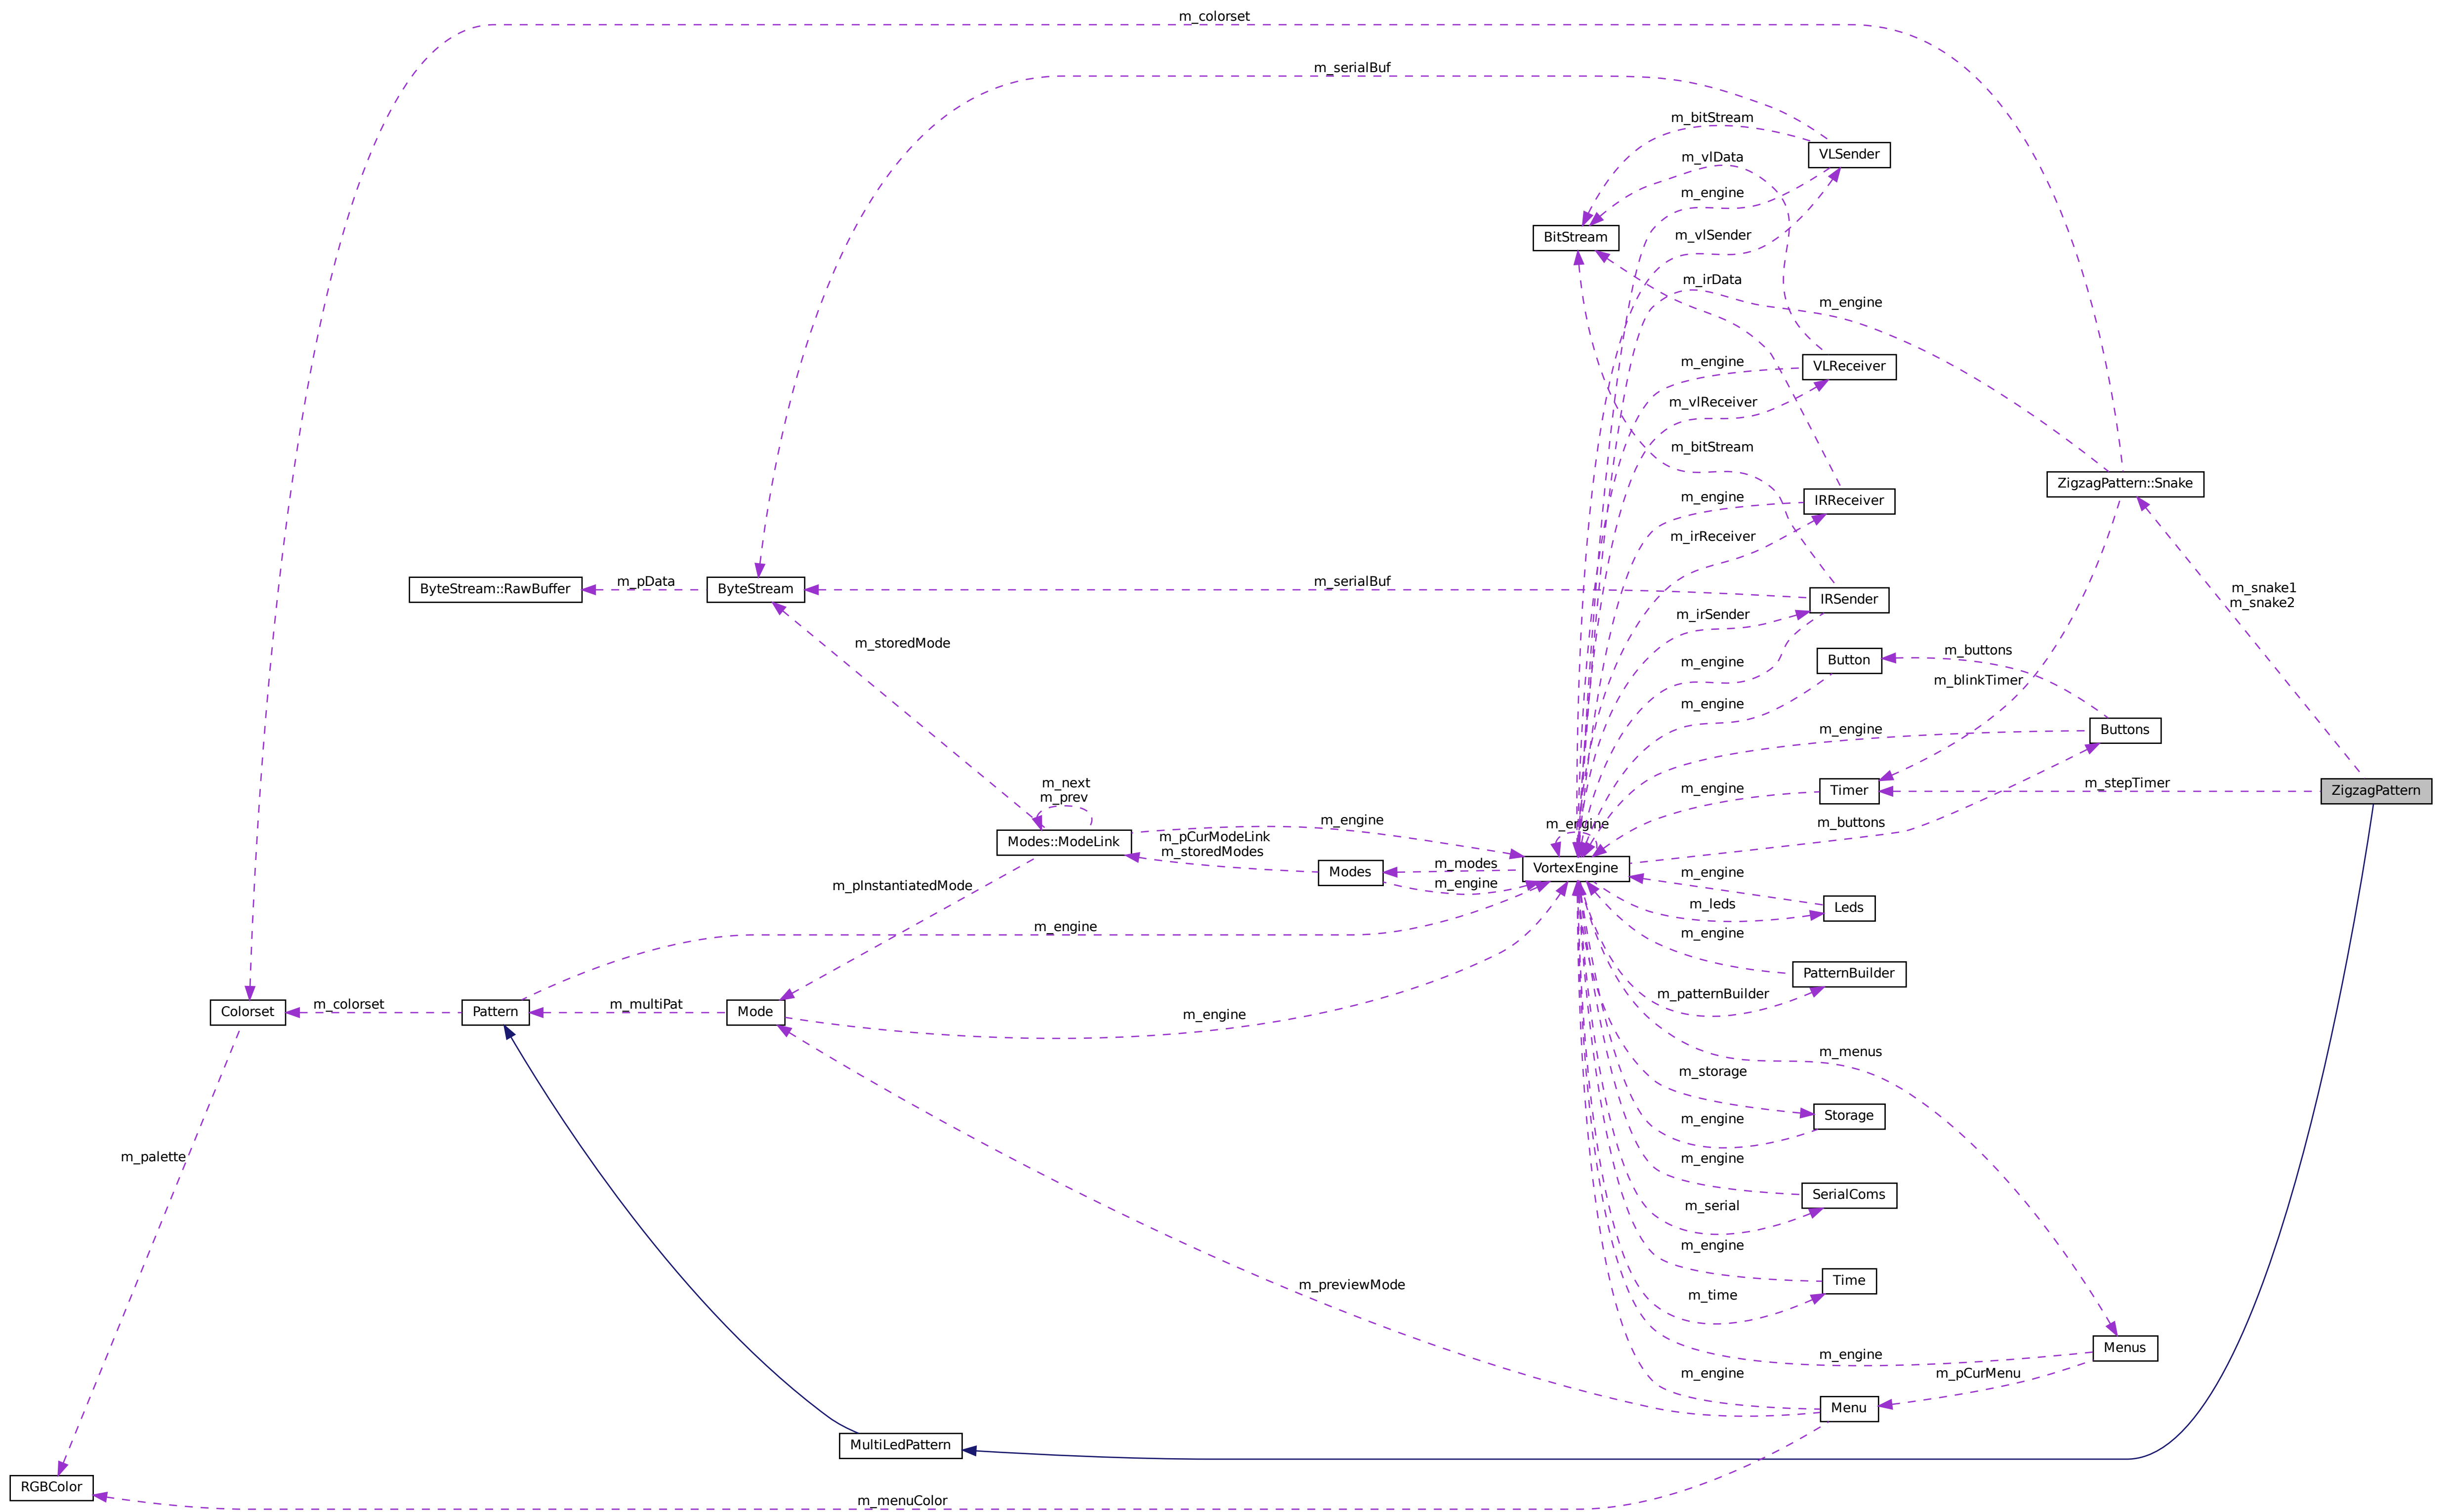 m_colorset
m_serialBuf
m_bitStream
VLSender
m_vlData
m_engine
BitStream
m_vlSender
m_irData
m_engine
m_engine
VLReceiver
m_vlReceiver
m_bitStream
ZigzagPattern::Snake
m_engine
IRReceiver
m_irReceiver
ByteStream::RawBuffer
m_pData
ByteStream
m_serialBuf
m_snake1
m_snake2
IRSender
m_irSender
m_storedMode
m_buttons
m_engine
Button
m_blinkTimer
m_engine
m_engine
Buttons
m_next
m_prev
m_stepTimer
m_engine
Timer
ZigzagPattern
m_engine
m_engine
m_buttons
Modes::ModeLink
m_pCurModeLink
m_storedModes
m_modes
Modes
VortexEngine
m_engine
m_engine
m_pInstantiatedMode
m_leds
Leds
m_engine
m_engine
PatternBuilder
m_patternBuilder
Colorset
m_colorset
Pattern
m_multiPat
Mode
m_engine
m_menus
m_storage
Storage
m_engine
m_palette
m_engine
SerialComs
m_serial
m_engine
Time
m_previewMode
m_time
Menus
m_engine
m_engine
m_pCurMenu
Menu
MultiLedPattern
RGBColor
m_menuColor